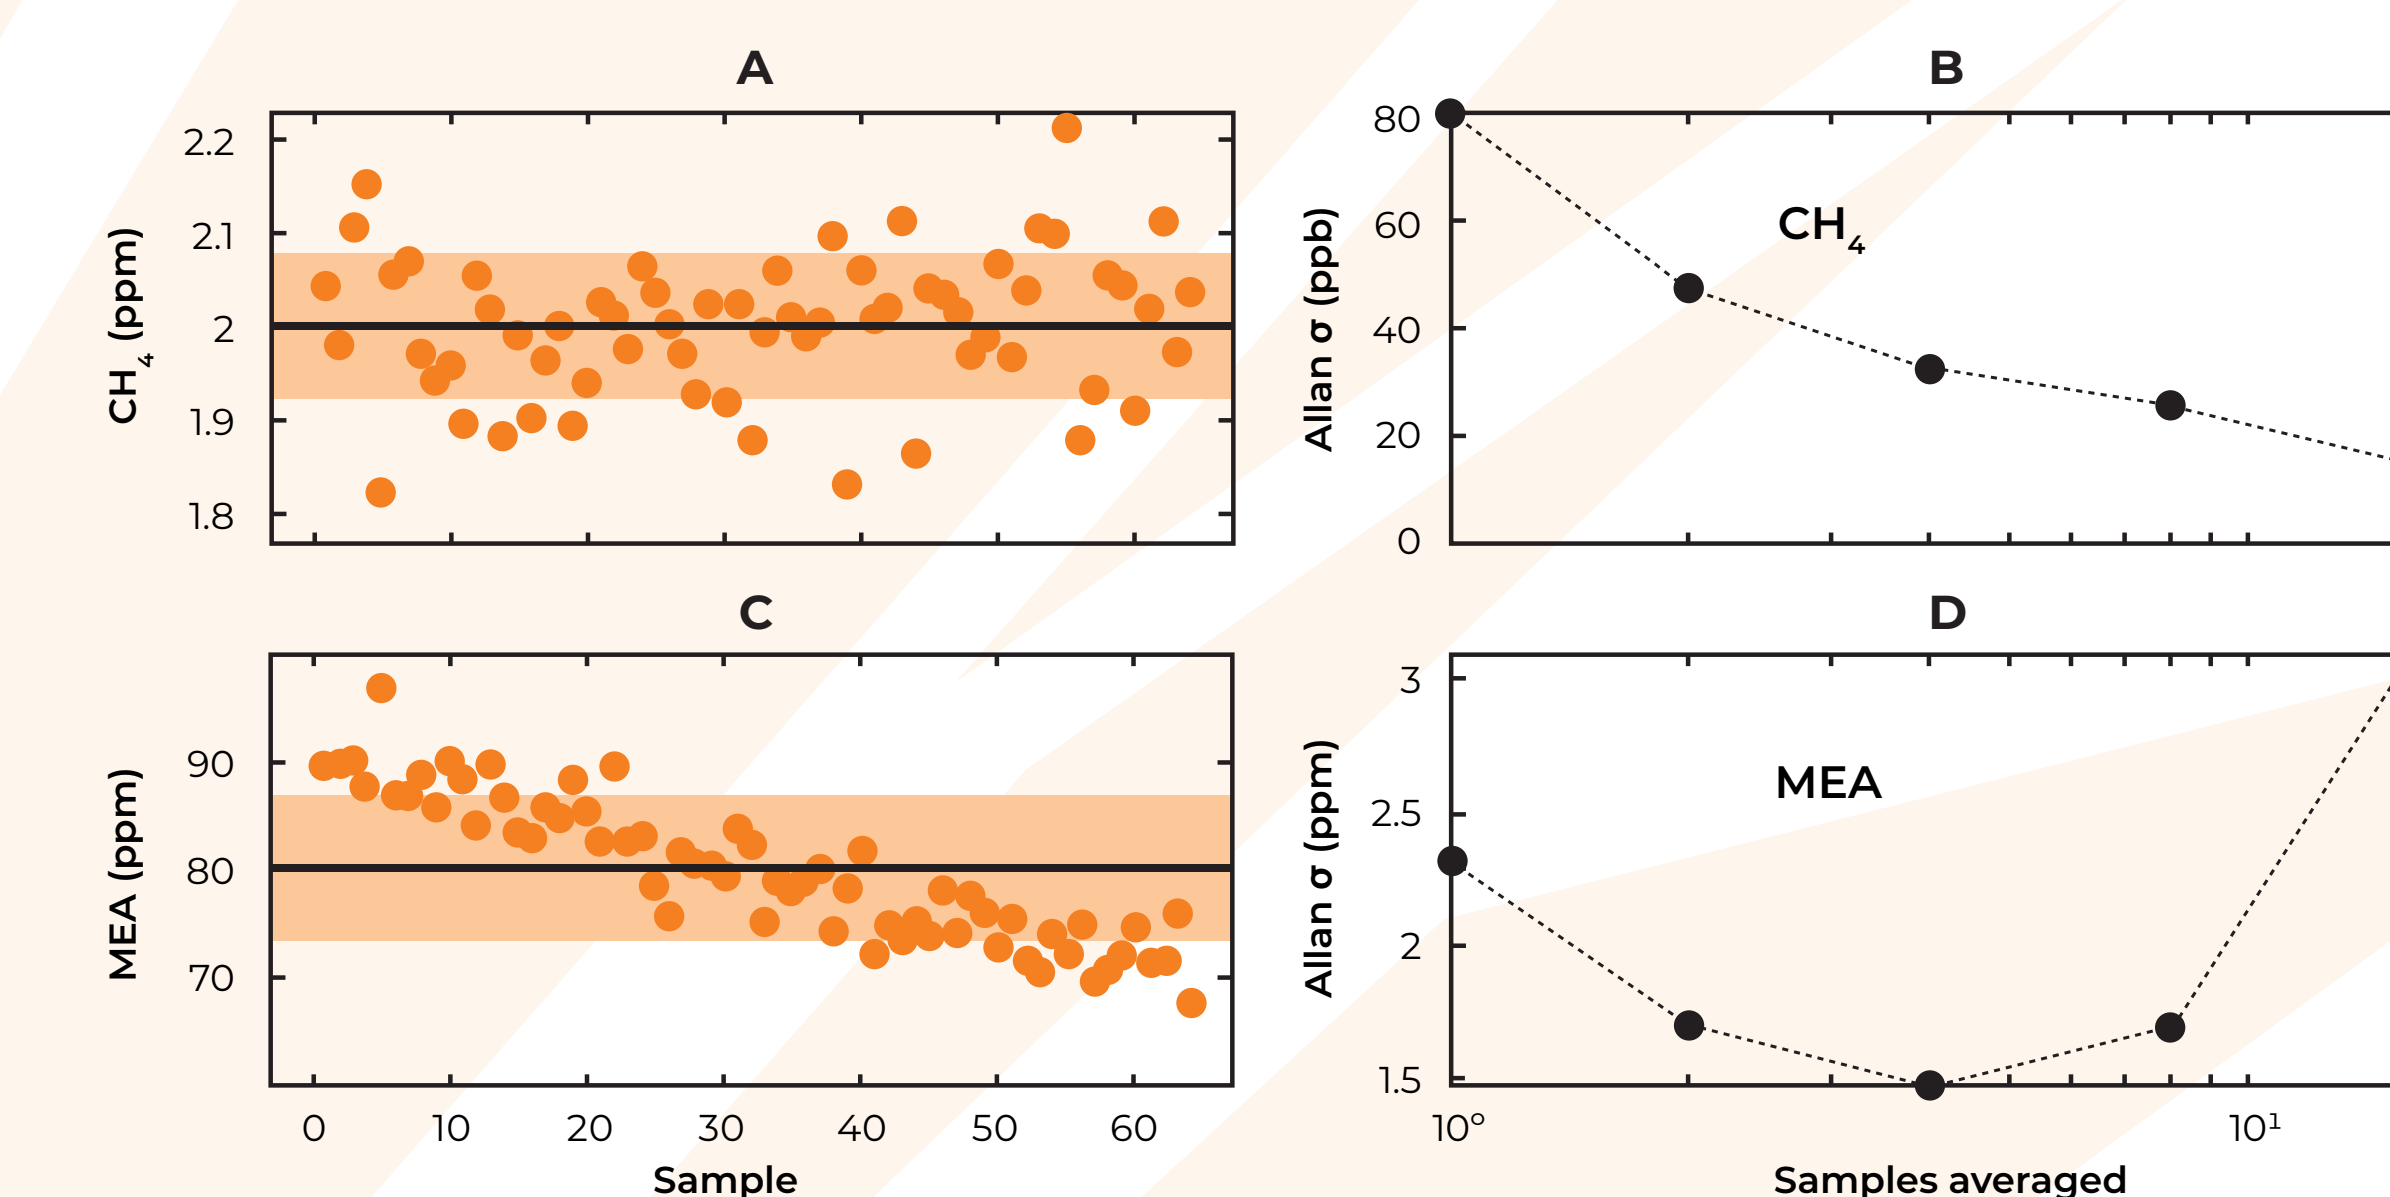 A
B
CH4 (ppm)
2.2
2.1
2
1.9
1.8
Allan σ (ppb)
80
60
40
20
0
CH4
C
D
MEA (ppm)
90
80
70
0 10 20 30 40 50 60
Sample
Allan σ (ppm)
3
2.5
2
1.5
MEA
10⁰ 10¹
Samples averaged